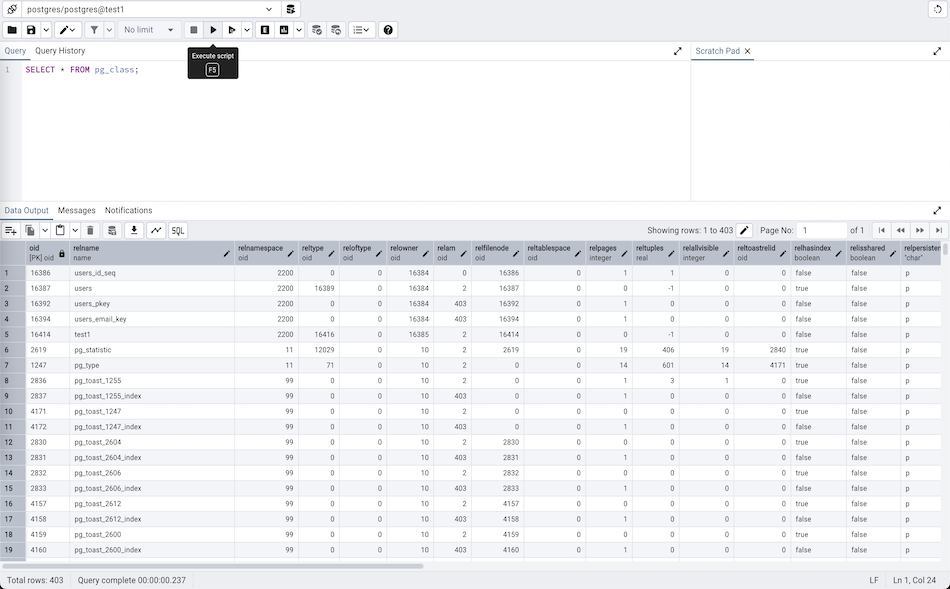 postgres/postgres@test1
No limit
Execute script
F5
Query Query History Scratch Pad
1 SELECT * FROM pg_class;
Data Output Messages Notifications
SQL Showing rows: 1 to 403 Page No: 1 of 1
oid relname relnamespace reltype reloftype relowner relam relfilenode reltablespace relpages reltuples relallvisible reltoastrelid relhasindex relisshared relpersisten
[PK] oid name oid oid oid oid oid oid oid integer real integer oid boolean boolean "char"
1 16386 users_id_seq 2200 0 0 16384 0 16386 0 1 1 0 0 false false p
2 16387 users 2200 16389 0 16384 2 16387 0 0 -1 0 0 true false p
3 16392 users_pkey 2200 0 0 16384 403 16392 0 1 0 0 0 false false p
4 16394 users_email_key 2200 0 0 16384 403 16394 0 1 0 0 0 false false p
5 16414 test1 2200 16416 0 16385 2 16414 0 0 -1 0 0 false false p
6 2619 pg_statistic 11 12029 0 10 2 2619 0 19 406 19 2840 true false p
7 1247 pg_type 11 71 0 10 2 0 0 14 601 14 4171 true false p
8 2836 pg_toast_1255 99 0 0 10 2 0 0 1 3 1 0 true false p
9 2837 pg_toast_1255_index 99 0 0 10 403 0 0 1 0 0 0 false false p
10 4171 pg_toast_1247 99 0 0 10 2 0 0 0 0 0 0 true false p
11 4172 pg_toast_1247_index 99 0 0 10 403 0 0 1 0 0 0 false false p
12 2830 pg_toast_2604 99 0 0 10 2 2830 0 0 0 0 0 true false p
13 2831 pg_toast_2604_index 99 0 0 10 403 2831 0 1 0 0 0 false false p
14 2832 pg_toast_2606 99 0 0 10 2 2832 0 0 0 0 0 true false p
15 2833 pg_toast_2606_index 99 0 0 10 403 2833 0 1 0 0 0 false false p
16 4157 pg_toast_2612 99 0 0 10 2 4157 0 0 0 0 0 true false p
17 4158 pg_toast_2612_index 99 0 0 10 403 4158 0 1 0 0 0 false false p
18 4159 pg_toast_2600 99 0 0 10 2 4159 0 0 0 0 0 true false p
19 4160 pg_toast_2600_index 99 0 0 10 403 4160 0 1 0 0 0 false false p
Total rows: 403 Query complete 00:00:00.237 LF Ln 1, Col 24